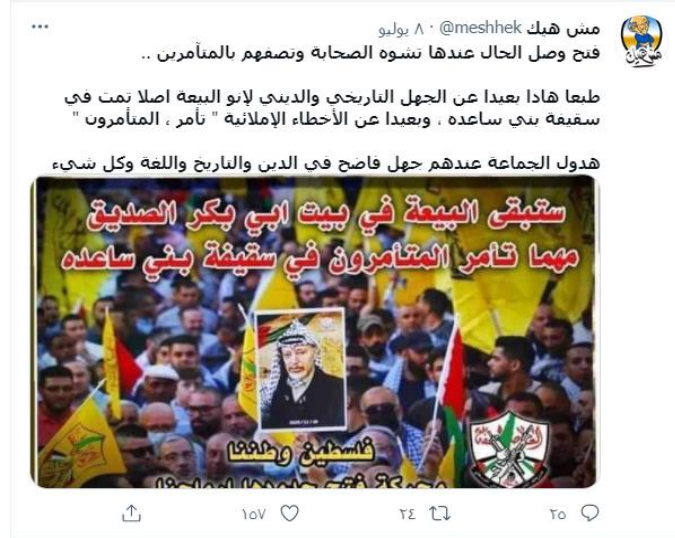 مش هيك @meshhek · ٨ يوليو
فتح وصل الحال عندها تشوه الصحابة وتصفهم بالمتآمرين ..
طبعا هادا بعيدا عن الجهل التاريخي والديني لإنو البيعة اصلا تمت في
سقيفة بني ساعده ، وبعيدا عن الأخطاء الإملائية " تأمر ، المتأمرون "
هدول الجماعة عندهم جهل فاضح في الدين والتاريخ واللغة وكل شيء
ستبقى البيعة في بيت ابي بكر الصديق
مهما تأمر المتأمرون في سقيفة بني ساعده
فلسطين وطننا
وحركة فتح
٢٥
٢٤
١٥٧